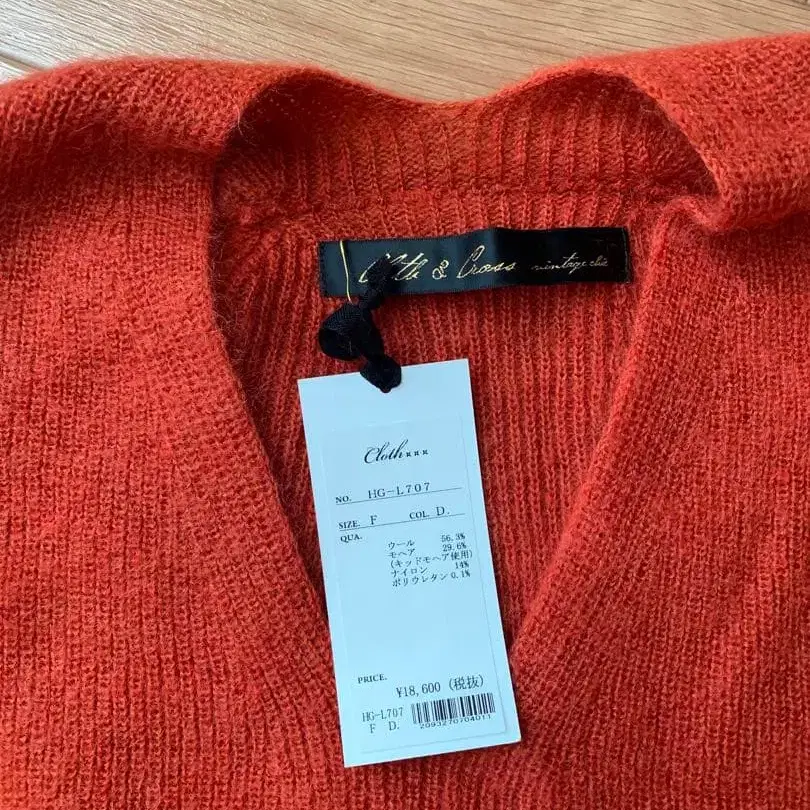 Cloth & Cross vintage chic
Cloth×××
NO. HG-L707
SIZE. F COL. D.
QUA.
ウール 56.3%
モヘア 29.6%
(キッドモヘア使用)
ナイロン 14%
ポリウレタン 0.1%
PRICE.
¥18,600 (税抜)
HG-L707
F D.
2093270704011